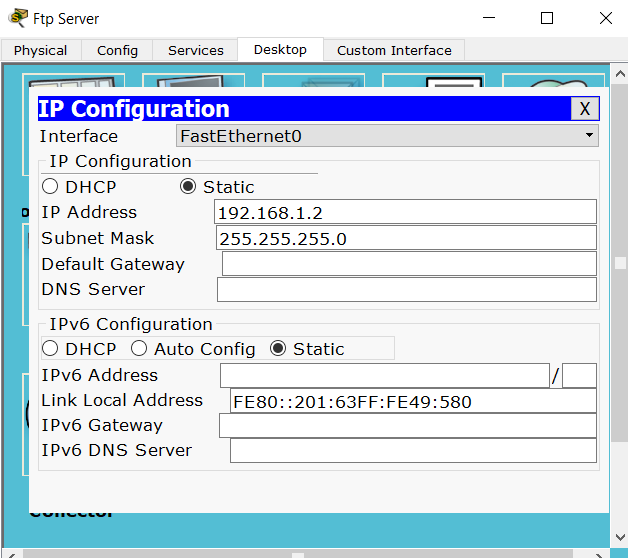 Ftp Server
Physical Config Services Desktop Custom Interface
IP Configuration X
Interface FastEthernet0
IP Configuration
DHCP Static
IP Address 192.168.1.2
Subnet Mask 255.255.255.0
Default Gateway
DNS Server
IPv6 Configuration
DHCP Auto Config Static
IPv6 Address /
Link Local Address FE80::201:63FF:FE49:580
IPv6 Gateway
IPv6 DNS Server
Collector